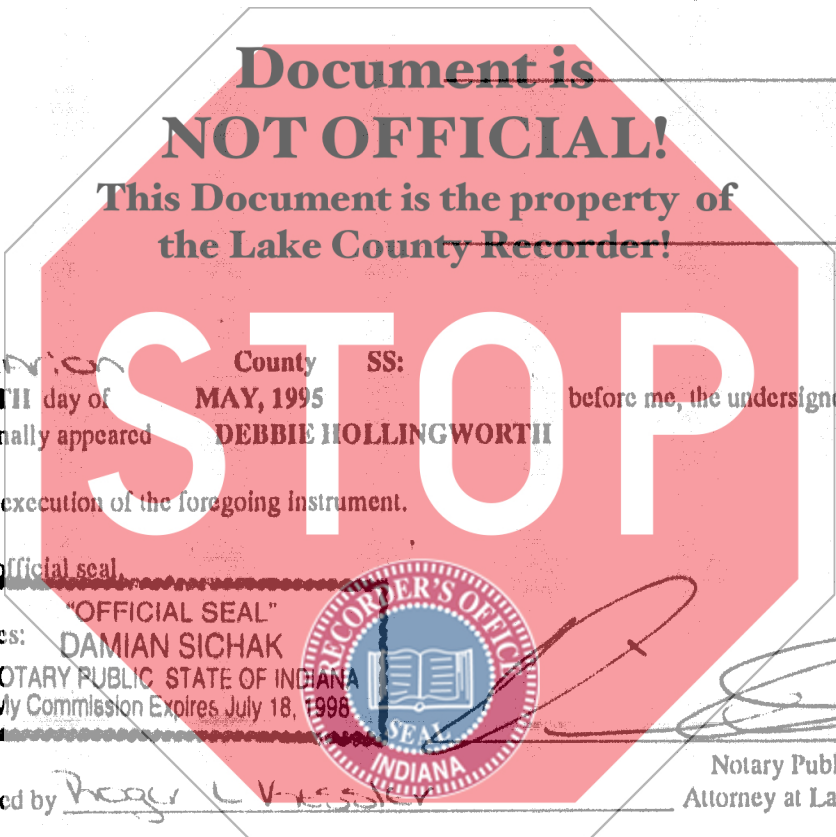 Document is
NOT OFFICIAL!
This Document is the property of
the Lake County Recorder!
STOP
County SS:
TH day of MAY, 1995 before me, the undersigne
nally appeared DEBBIE HOLLINGWORTH
execution of the foregoing instrument.
official seal.
"OFFICIAL SEAL"
es: DAMIAN SICHAK
OTARY PUBLIC STATE OF INDIANA
My Commission Expires July 18, 1998
RECORDER'S OFFICE
SEAL
INDIANA
Notary Publ
ed by Roger L Attorney at La